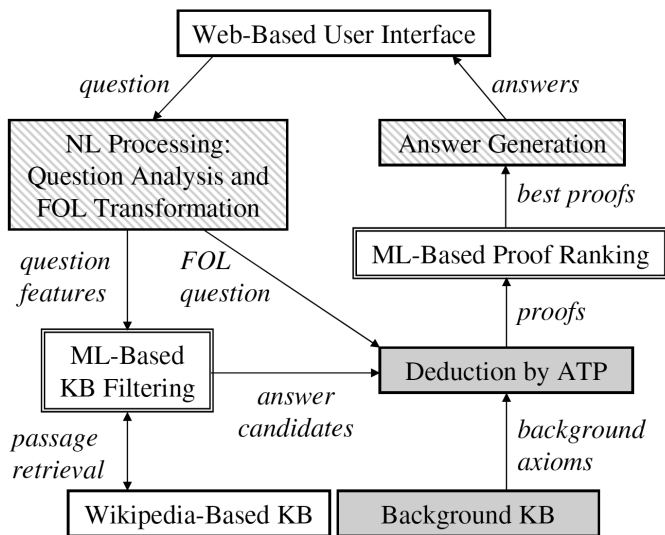 Web-Based User Interface
question
answers
NL Processing:
Question Analysis and
FOL Transformation
Answer Generation
best proofs
ML-Based Proof Ranking
question
features
FOL
question
proofs
ML-Based
KB Filtering
Deduction by ATP
answer
candidates
passage
retrieval
background
axioms
Wikipedia-Based KB
Background KB